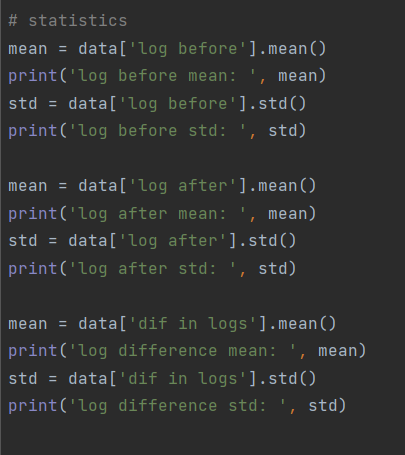 # statistics
mean = data['log before'].mean()
print('log before mean: ', mean)
std = data['log before'].std()
print('log before std: ', std)

mean = data['log after'].mean()
print('log after mean: ', mean)
std = data['log after'].std()
print('log after std: ', std)

mean = data['dif in logs'].mean()
print('log difference mean: ', mean)
std = data['dif in logs'].std()
print('log difference std: ', std)